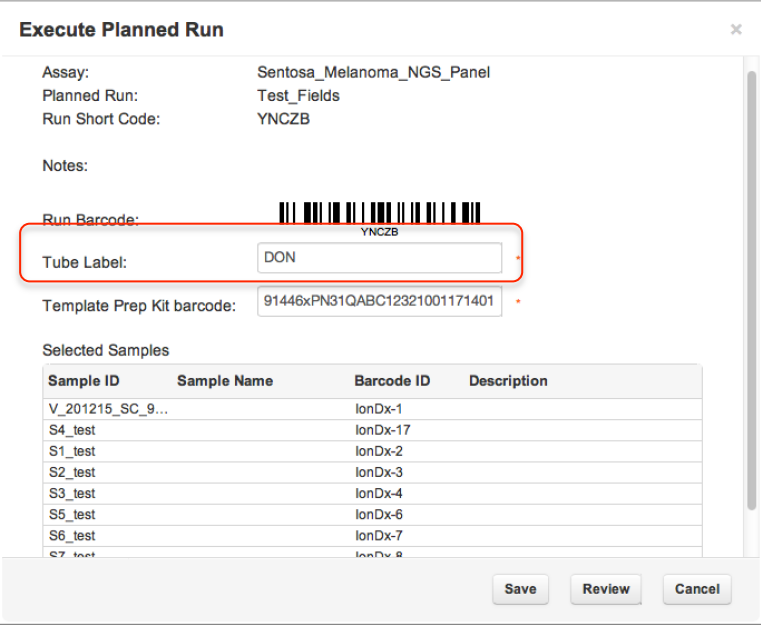 Execute Planned Run ×
Assay: Sentosa_Melanoma_NGS_Panel
Planned Run: Test_Fields
Run Short Code: YNCZB
Notes:
Run Barcode:
YNCZB
Tube Label: DON *
Template Prep Kit barcode: 91446xPN31QABC12321001171401 *
Selected Samples
Sample ID Sample Name Barcode ID Description
V_201215_SC_9... IonDx-1
S4_test IonDx-17
S1_test IonDx-2
S2_test IonDx-3
S3_test IonDx-4
S5_test IonDx-6
S6_test IonDx-7
S7_test IonDx-8
Save Review Cancel